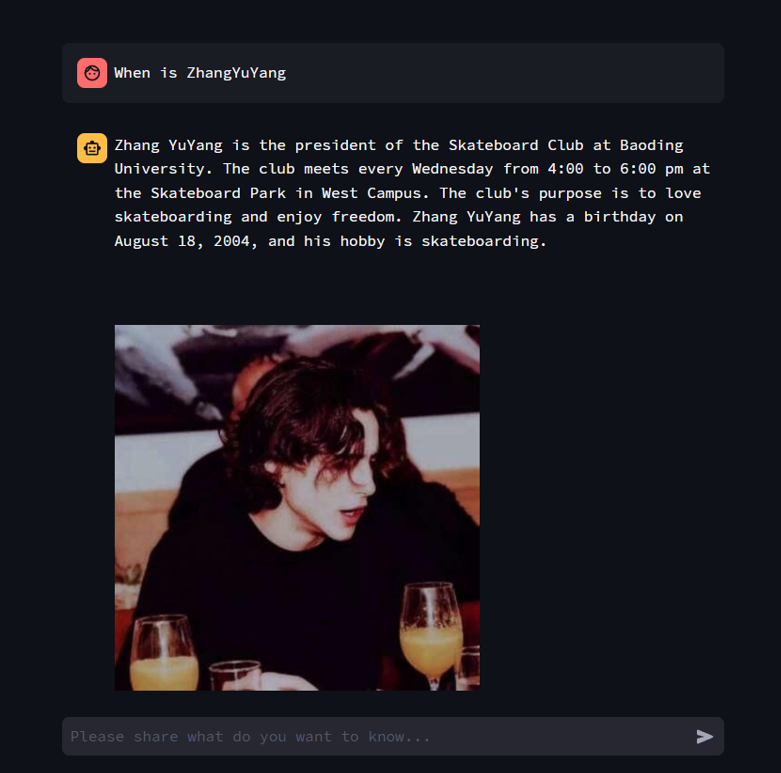 When is ZhangYuYang
Zhang YuYang is the president of the Skateboard Club at Baoding
University. The club meets every Wednesday from 4:00 to 6:00 pm at
the Skateboard Park in West Campus. The club's purpose is to love
skateboarding and enjoy freedom. Zhang YuYang has a birthday on
August 18, 2004, and his hobby is skateboarding.
Please share what do you want to know...